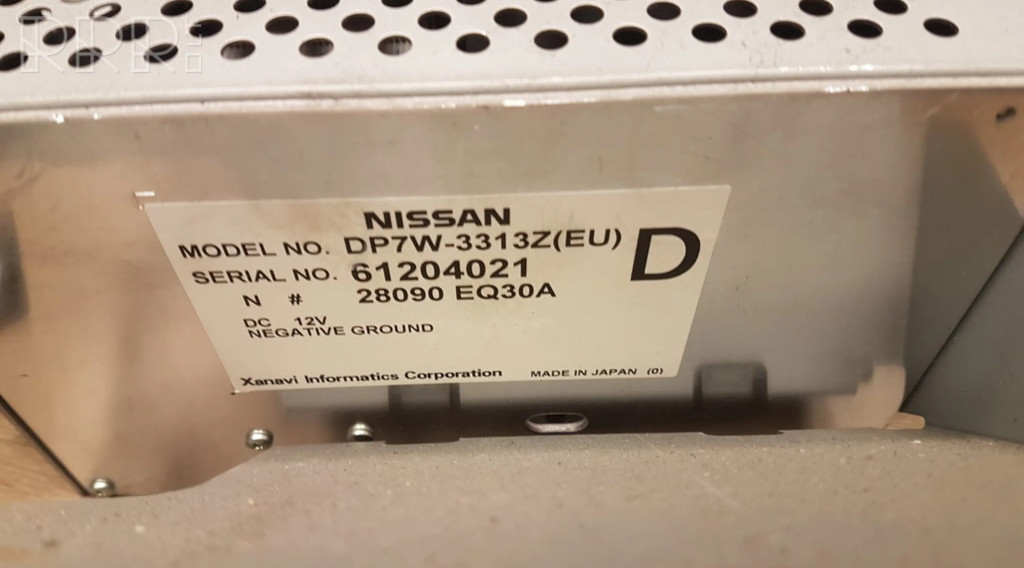 RRR
NISSAN
MODEL NO. DP7W-3313Z(EU)
D
SERIAL NO. 61204021
N # 28090 EQ30A
DC 12V
NEGATIVE GROUND
Xanavi Informatics Corporation MADE IN JAPAN (0)